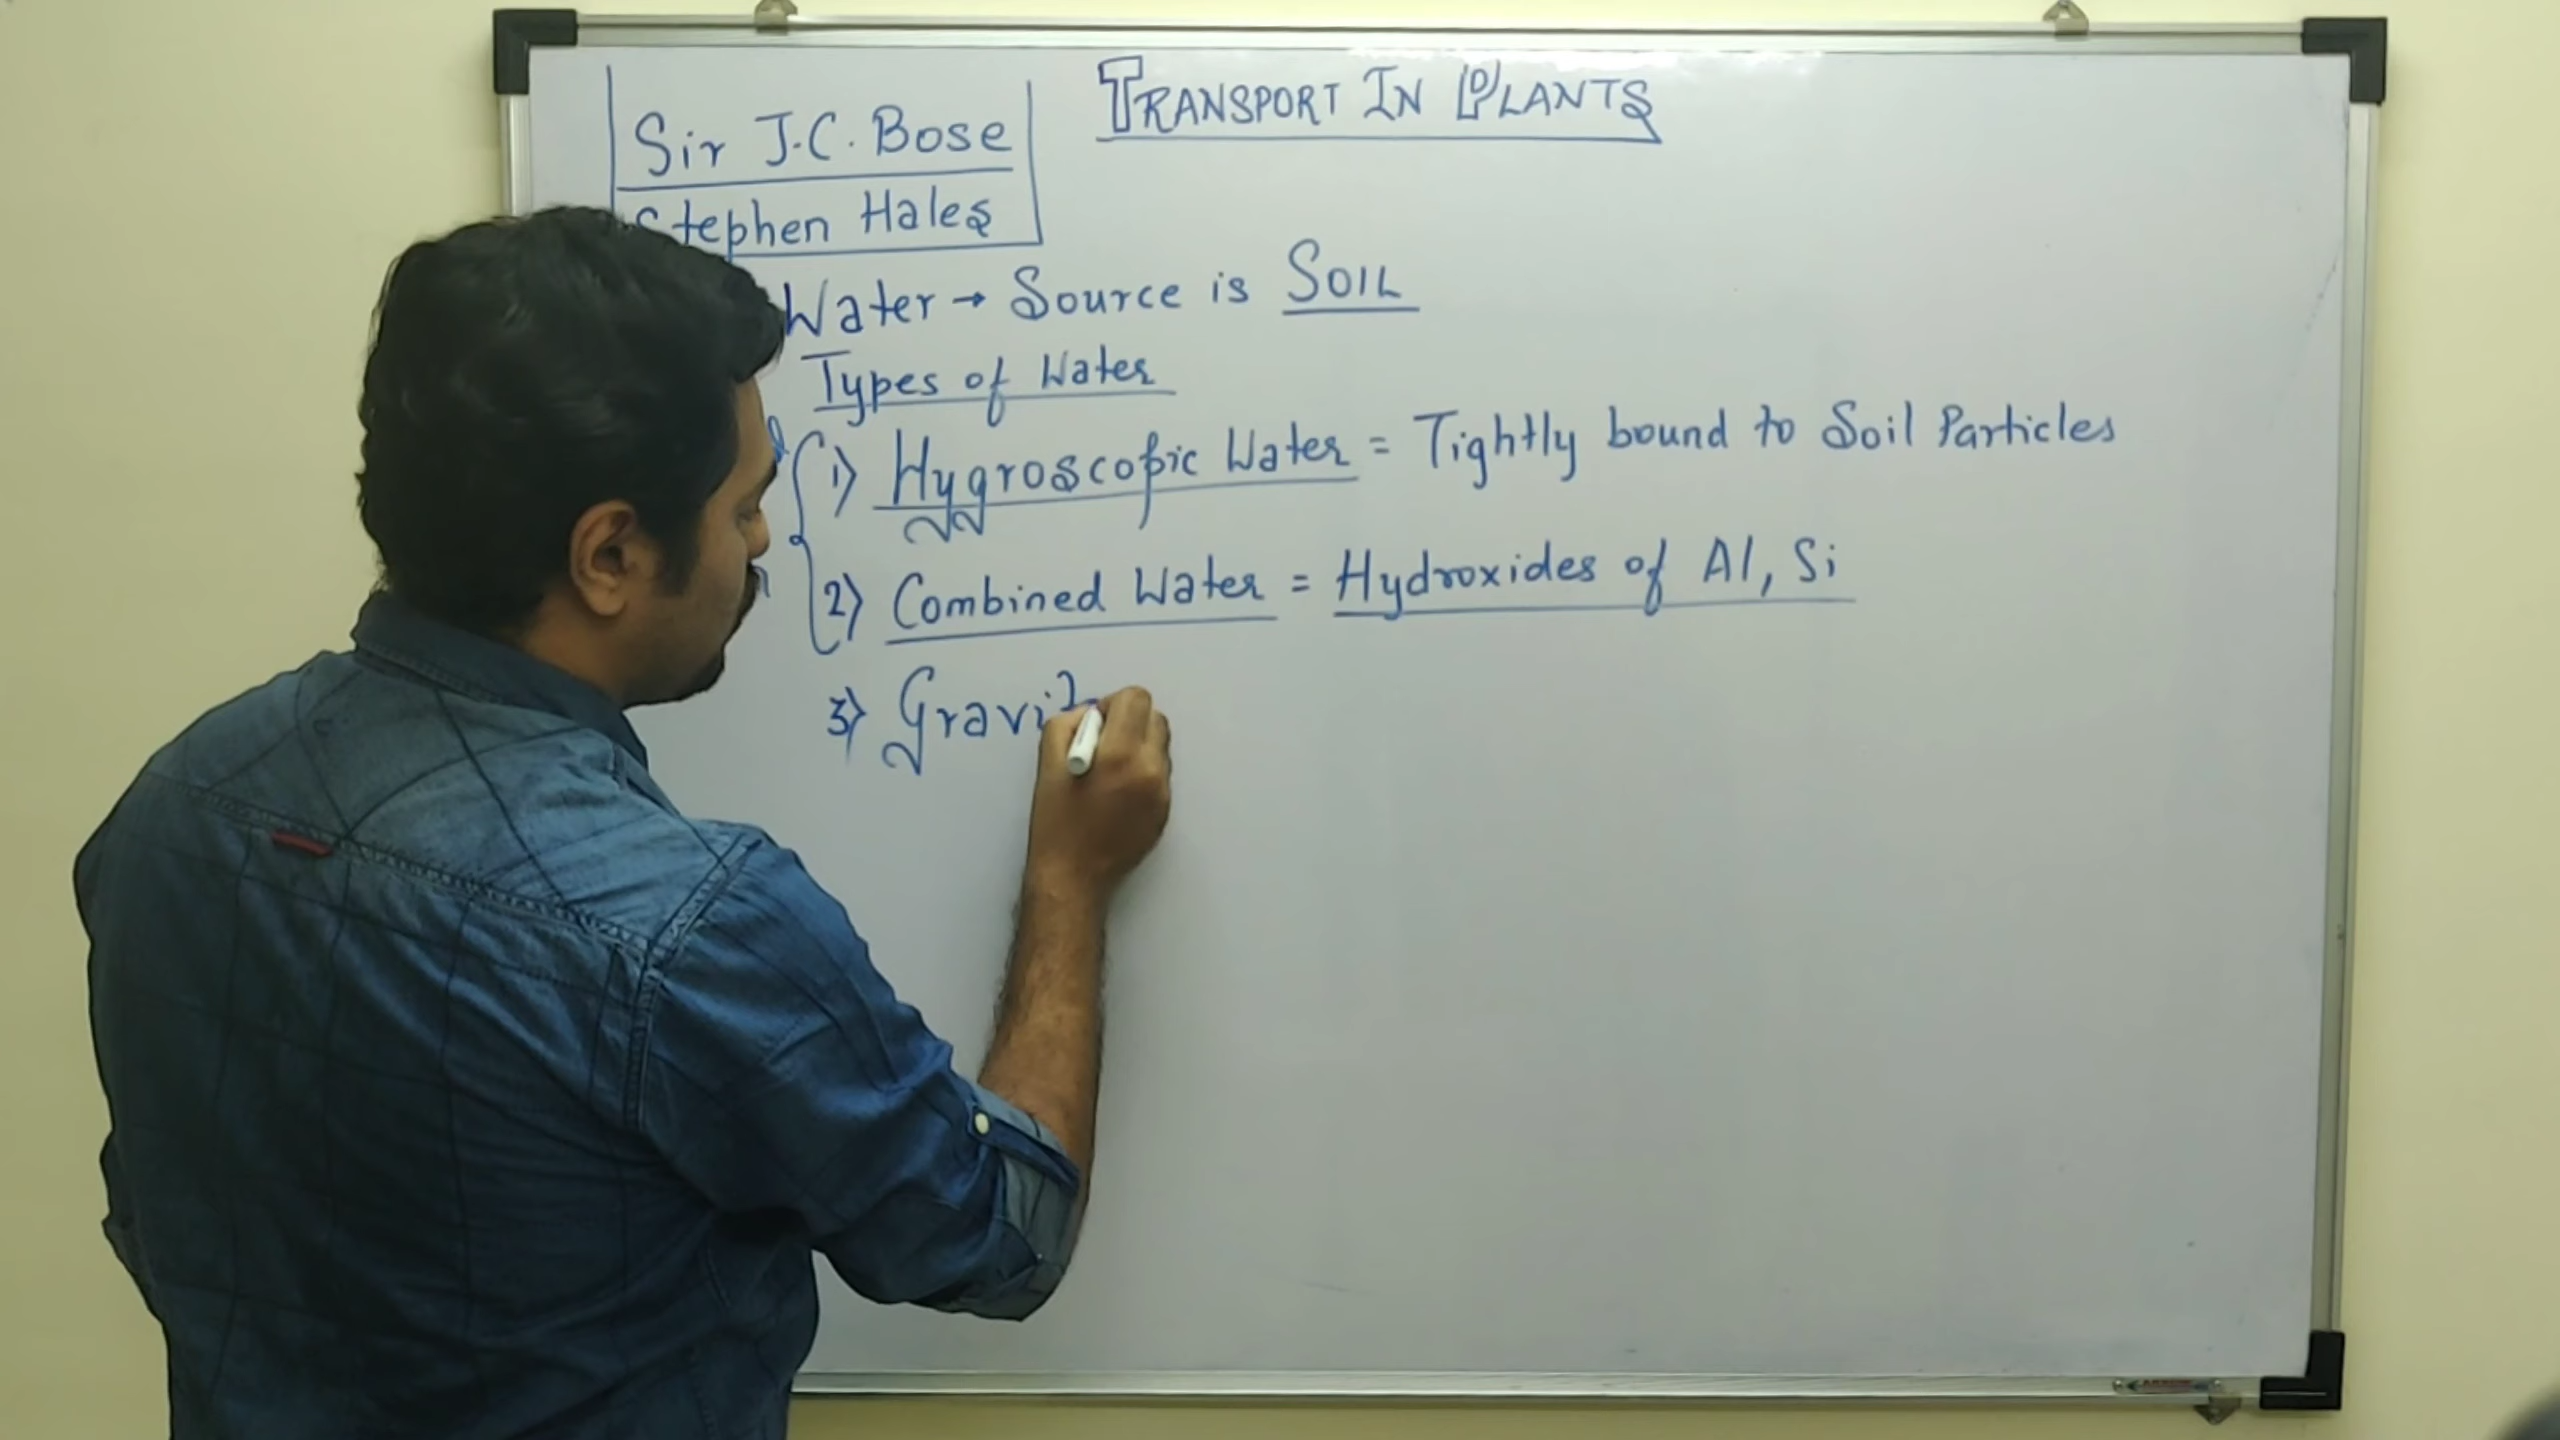 TRANSPORT IN PLANTS
Sir J.C. Bose
Stephen Hales
Water → Source is SOIL
Types of Water
1) Hygroscopic Water = Tightly bound to Soil Particles
2) Combined Water = Hydroxides of Al, Si
3) Gravit